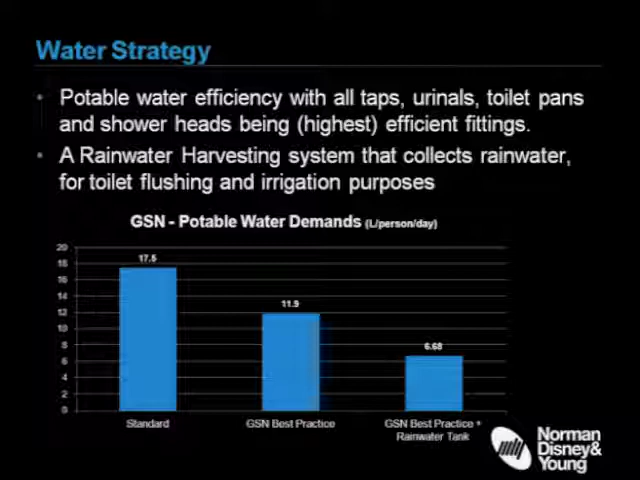 Water Strategy
• Potable water efficiency with all taps, urinals, toilet pans
and shower heads being (highest) efficient fittings.
• A Rainwater Harvesting system that collects rainwater,
for toilet flushing and irrigation purposes
GSN - Potable Water Demands (L/person/day)
20
18
16
14
12
10
8
6
4
2
0
17.5
11.9
6.68
Standard
GSN Best Practice
GSN Best Practice +
Rainwater Tank
Norman
Disney&
Young